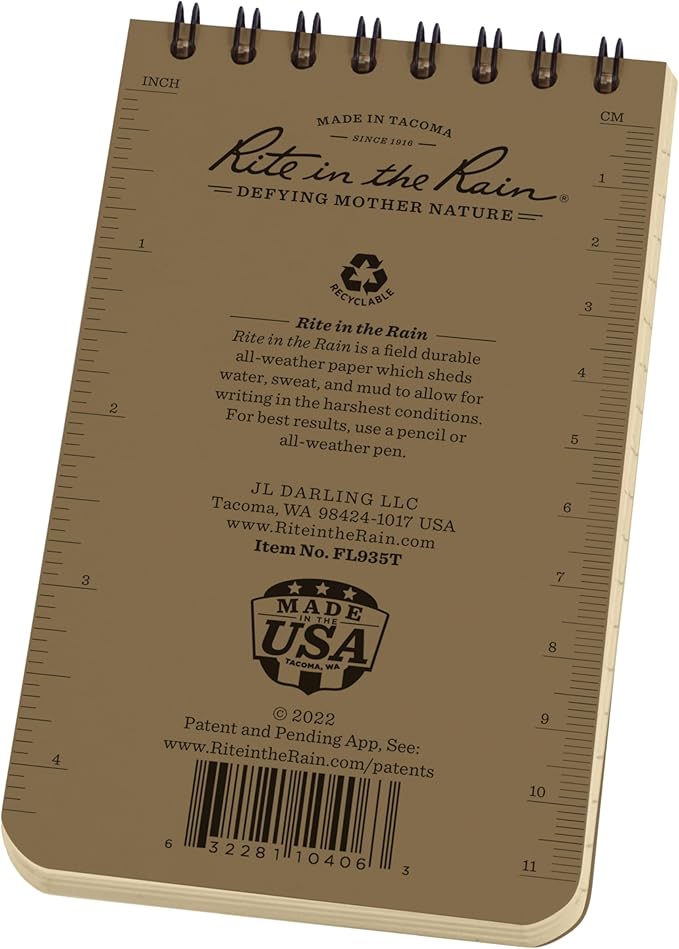 INCH
CM
MADE IN TACOMA
SINCE 1916
Rite in the Rain®
DEFYING MOTHER NATURE
1
2
3
4
1
2
3
4
5
6
7
8
9
10
11
RECYCLABLE
Rite in the Rain
Rite in the Rain is a field durable
all-weather paper which sheds
water, sweat, and mud to allow for
writing in the harshest conditions.
For best results, use a pencil or
all-weather pen.
JL DARLING LLC
Tacoma, WA 98424-1017 USA
www.RiteintheRain.com
Item No. FL935T
MADE
IN THE
USA
TACOMA, WA
© 2022
Patent and Pending App, See:
www.RiteintheRain.com/patents
6 32281 10406 3